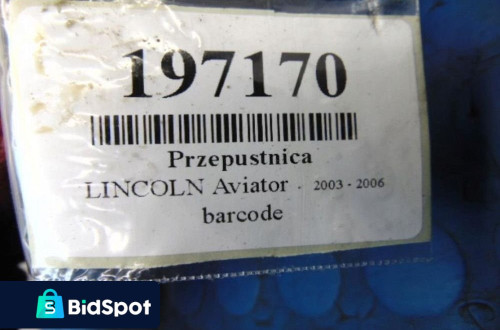 197170
Przepustnica
LINCOLN Aviator - 2003 - 2006
barcode
BidSpot